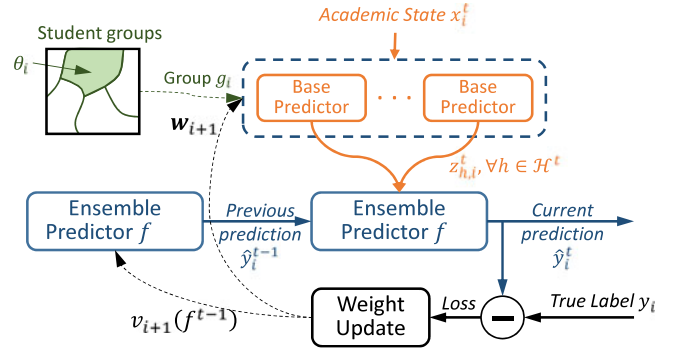 Academic State x_i^t
Student groups
θ_i
Group g_i
Base
Predictor
. . .
Base
Predictor
w_{i+1}
z_{h,i}^t, ∀h ∈ ℋ^t
Ensemble
Predictor f
Previous
prediction
ŷ_i^{t-1}
Ensemble
Predictor f
Current
prediction
ŷ_i^t
v_{i+1}(f^{t-1})
Weight
Update
Loss
True Label y_i